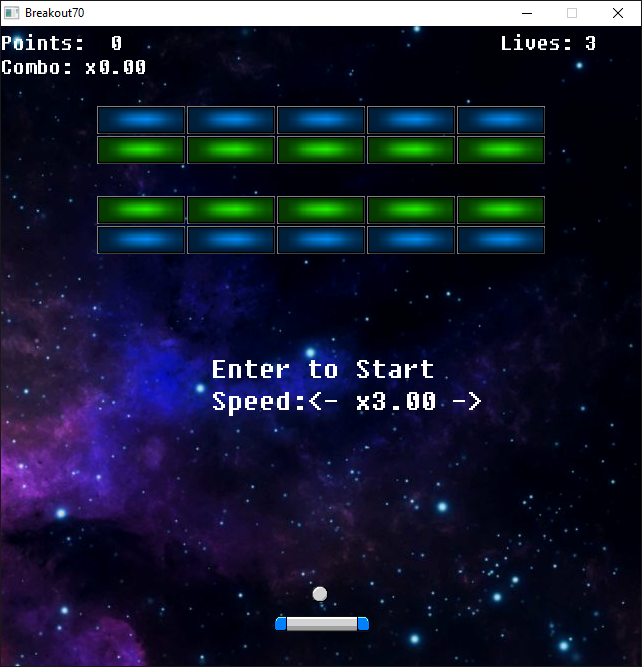 Breakout70
Points:  0
Lives: 3
Combo: x0.00
Enter to Start
Speed:<- x3.00 ->